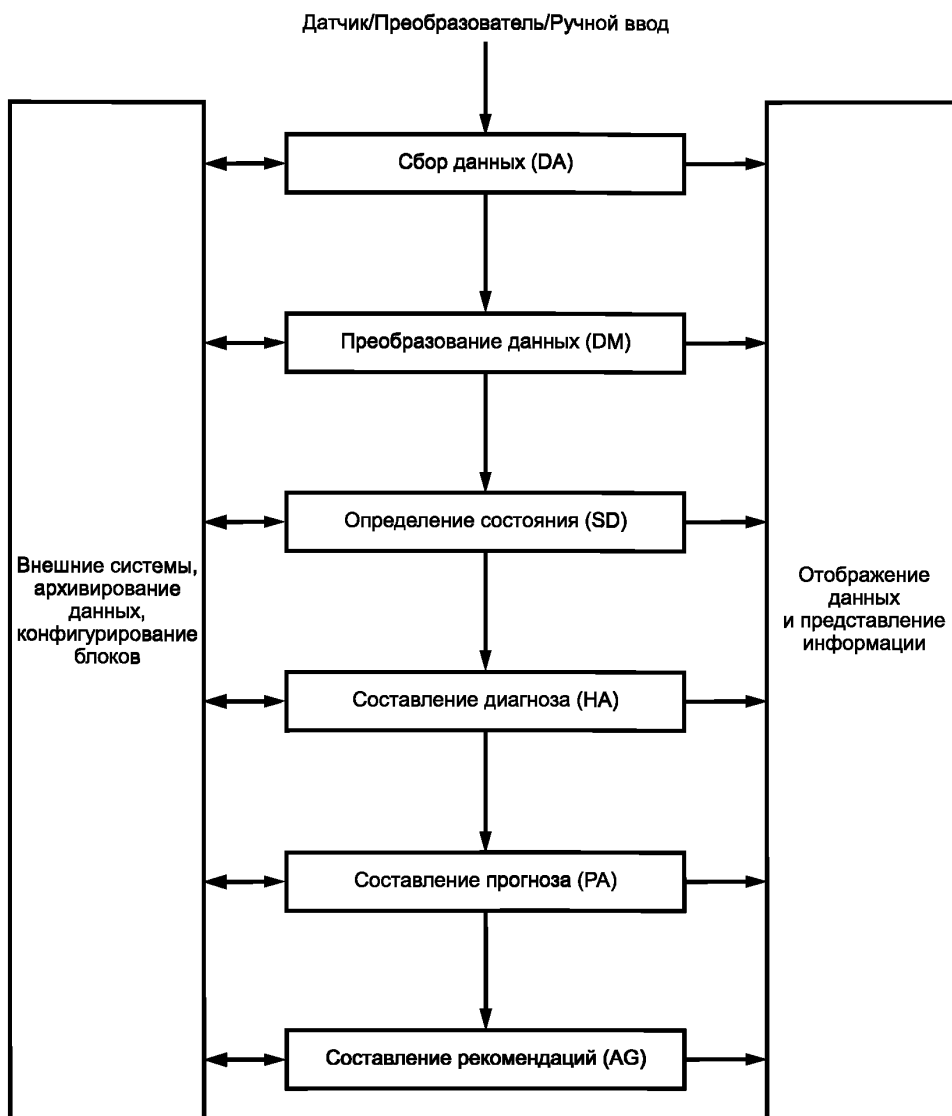 Датчик/Преобразователь/Ручной ввод
Сбор данных (DA)
Преобразование данных (DM)
Определение состояния (SD)
Внешние системы,
архивирование
данных,
конфигурирование
блоков
Отображение
данных
и представление
информации
Составление диагноза (HA)
Составление прогноза (PA)
Составление рекомендаций (AG)